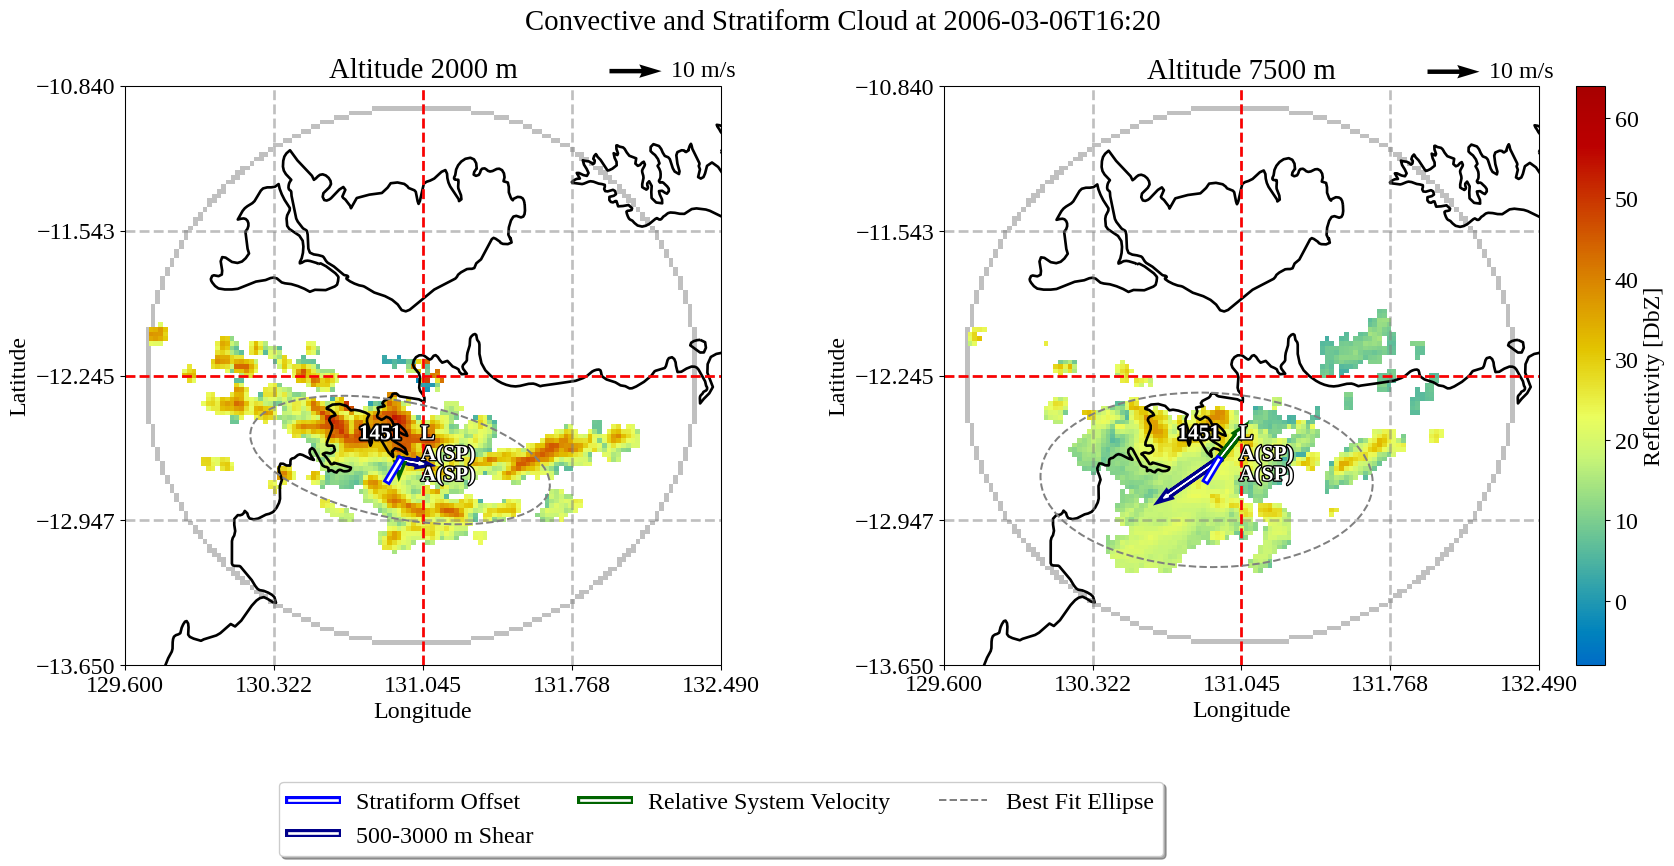 Convective and Stratiform Cloud at 2006-03-06T16:20
Altitude 2000 m
10 m/s
Altitude 7500 m
10 m/s
−10.840
−11.543
−12.245
−12.947
−13.650
Latitude
129.600
130.322
131.045
131.768
132.490
Longitude
1451
L
A(SP)
A(SP)
−10.840
−11.543
−12.245
−12.947
−13.650
Latitude
129.600
130.322
131.045
131.768
132.490
Longitude
1451
L
A(SP)
A(SP)
60
50
40
30
20
10
0
Reflectivity [DbZ]
Stratiform Offset
500-3000 m Shear
Relative System Velocity
Best Fit Ellipse